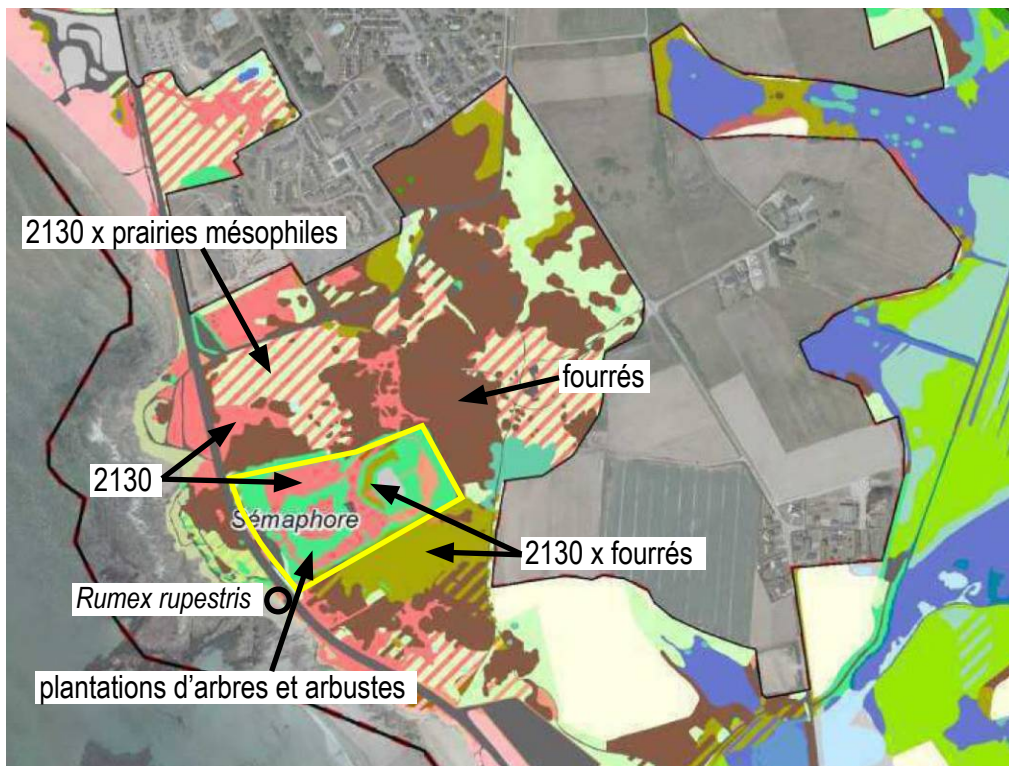 2130 x prairies mésophiles
fourrés
2130
Sémaphore
2130 x fourrés
Rumex rupestris
plantations d'arbres et arbustes